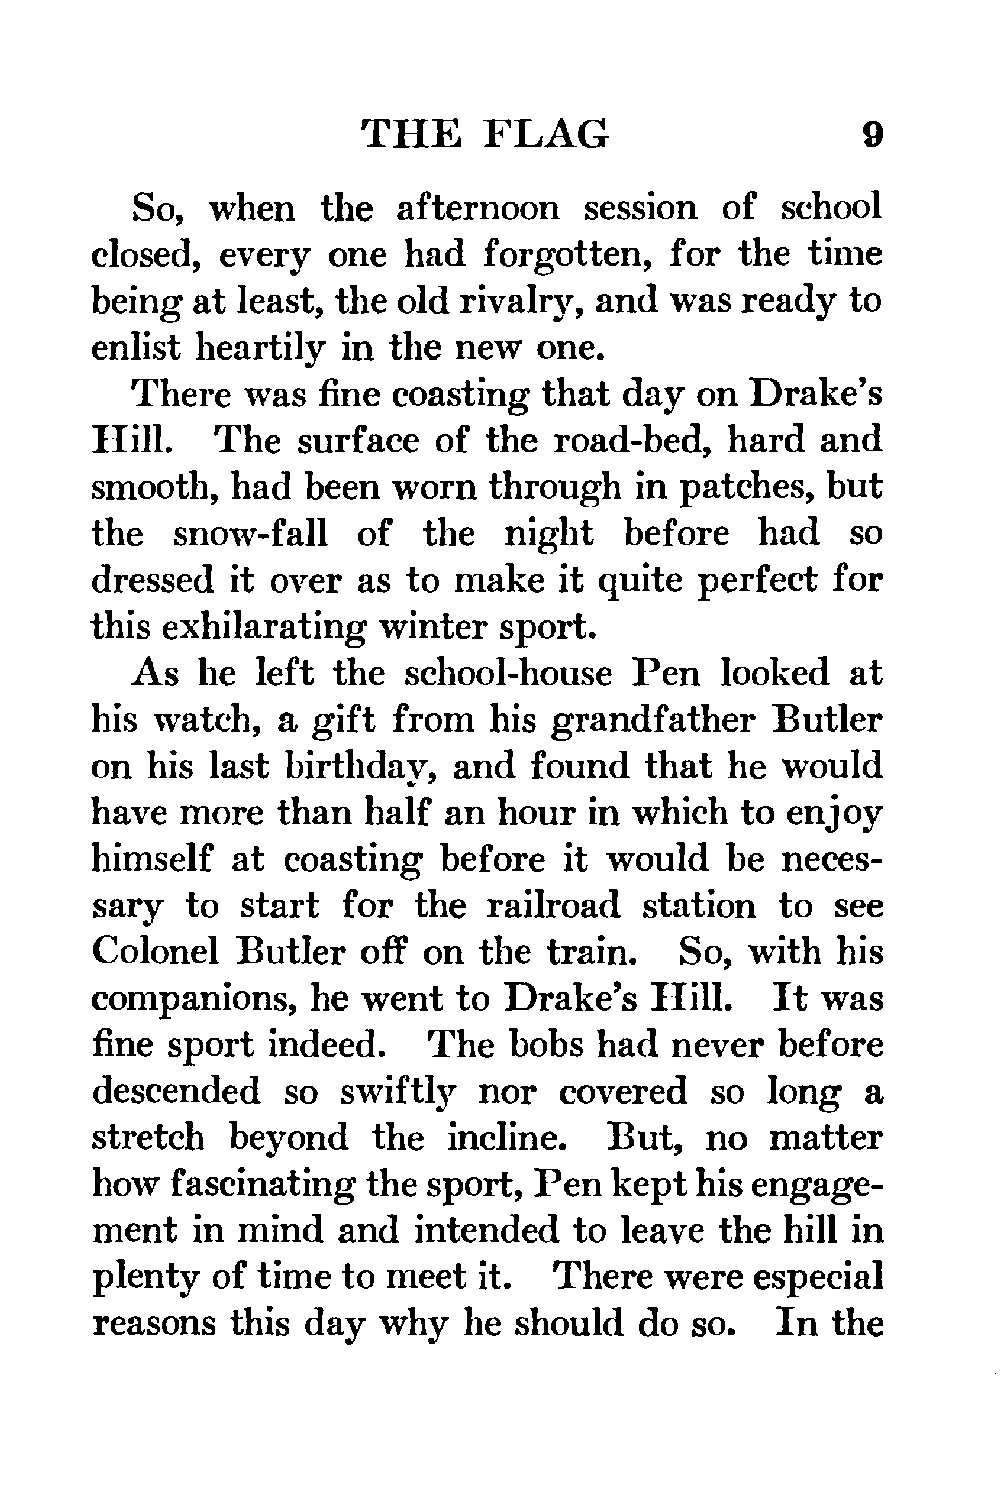 THE FLAG 9
So, when the afternoon session of school
closed, every one had forgotten, for the time
being at least, the old rivalry, and was ready to
enlist heartily in the new one.
There was fine coasting that day on Drake's
Hill. The surface of the road-bed, hard and
smooth, had been worn through in patches, but
the snow-fall of the night before had so
dressed it over as to make it quite perfect for
this exhilarating winter sport.
As he left the school-house Pen looked at
his watch, a gift from his grandfather Butler
on his last birthday, and found that he would
have more than half an hour in which to enjoy
himself at coasting before it would be neces-
sary to start for the railroad station to see
Colonel Butler off on the train. So, with his
companions, he went to Drake's Hill. It was
fine sport indeed. The bobs had never before
descended so swiftly nor covered so long a
stretch beyond the incline. But, no matter
how fascinating the sport, Pen kept his engage-
ment in mind and intended to leave the hill in
plenty of time to meet it. There were especial
reasons this day why he should do so. In the